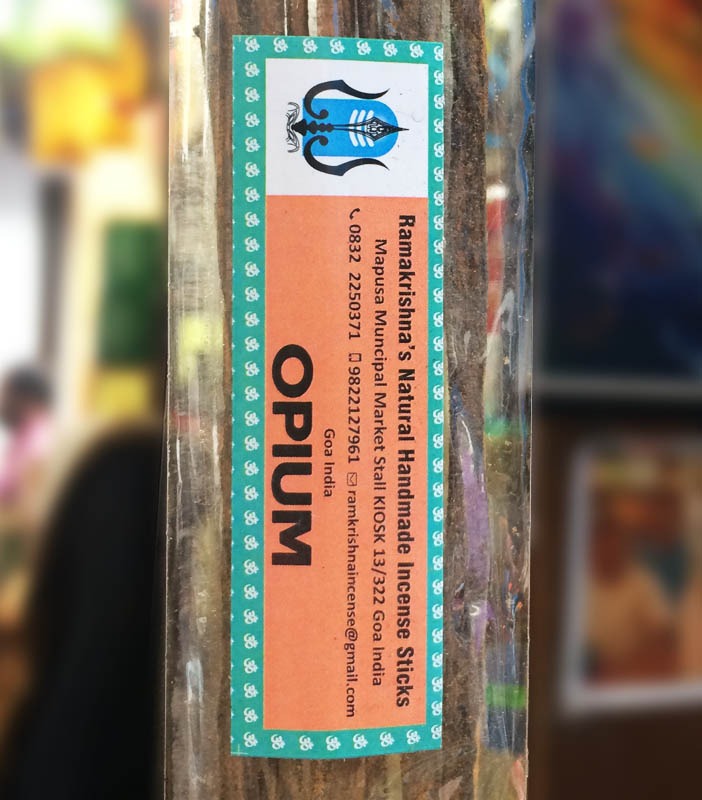 Ramakrishna's Natural Handmade Incense Sticks
Mapusa Muncipal Market Stall KIOSK 13/322 Goa India
0832 2250371 9822127961 ramkrishnaincense@gmail.com
Goa India
OPIUM